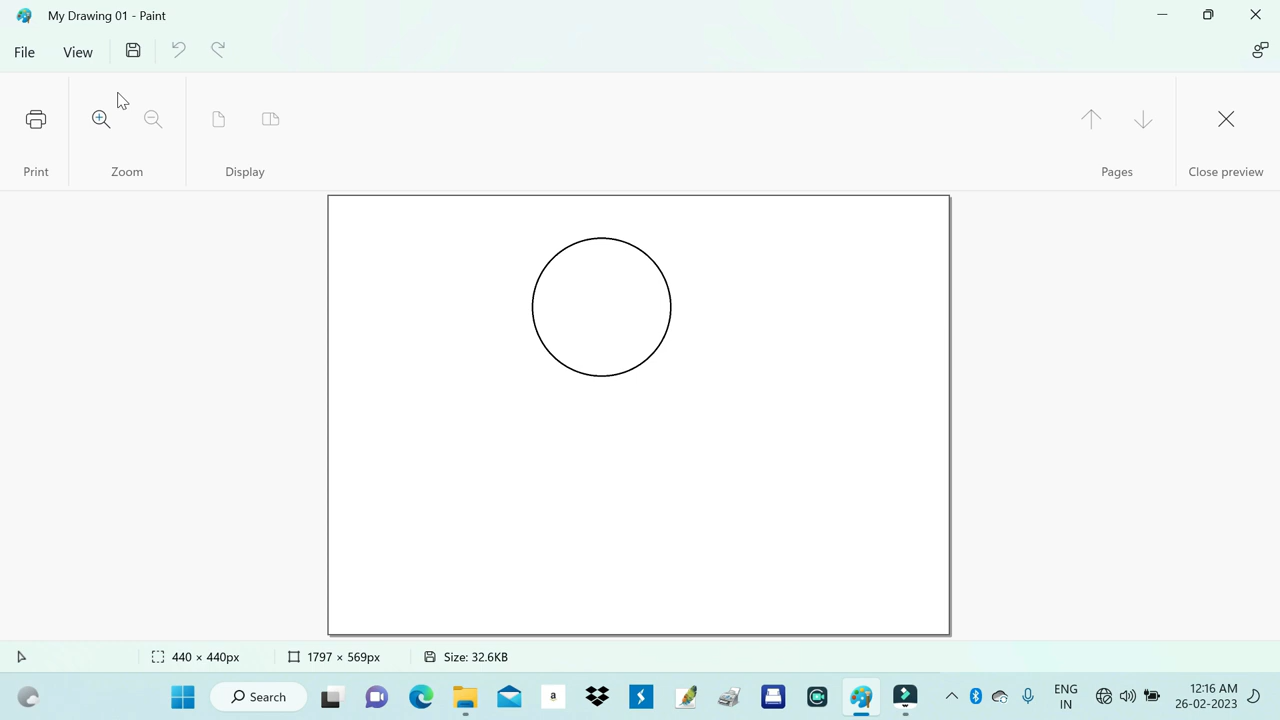 My Drawing 01 - Paint
File View
Print Zoom Display Pages Close preview
440 × 440px 1797 × 569px Size: 32.6KB
Search a ENG 12:16 AM
IN 26-02-2023